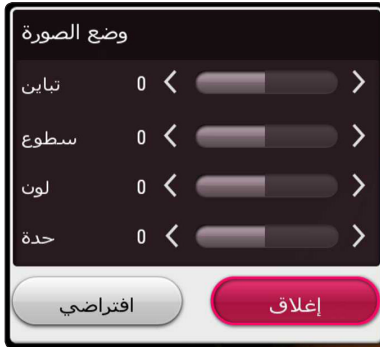 وضع الصورة
تباين 0
سطوع 0
لون 0
حدة 0
إغلاق
افتراضي